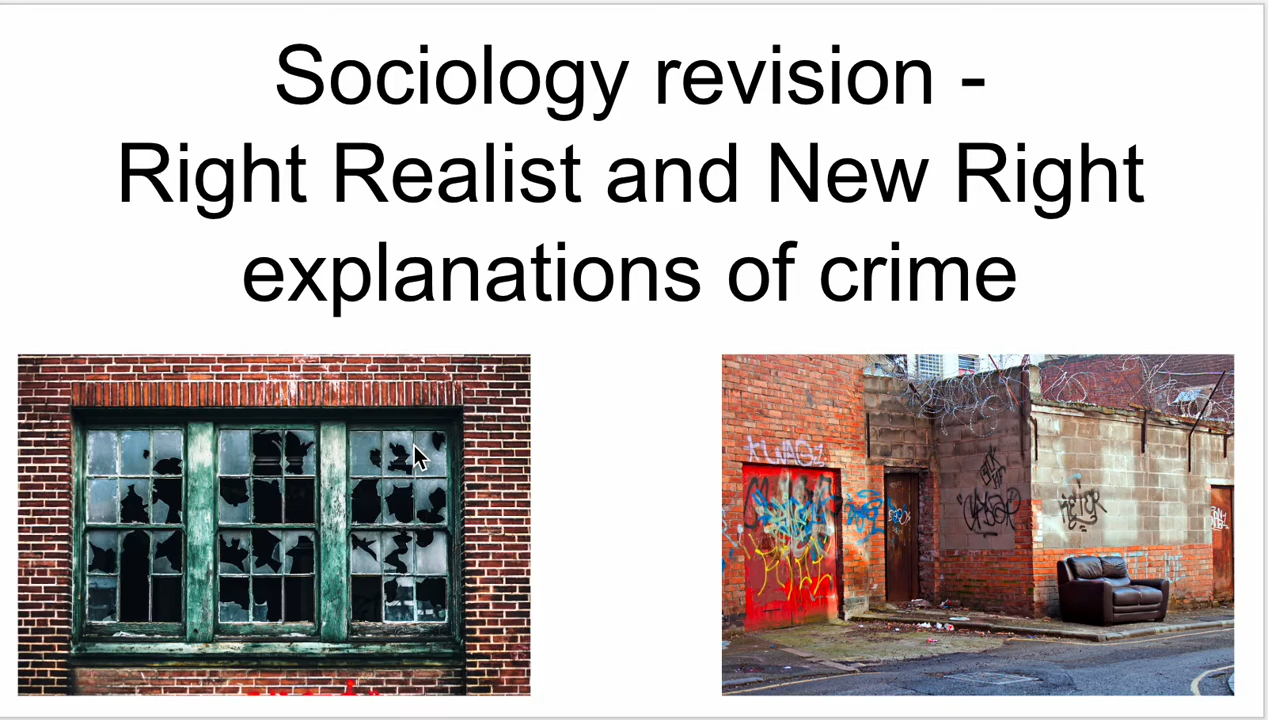 Sociology revision -
Right Realist and New Right
explanations of crime